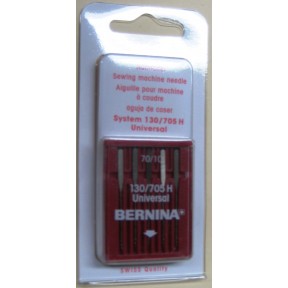 Sewing machine needle
Aiguille pour machine
à coudre
aguja de coser
System 130/705 H
Universal
70/10
130/705 H
Universal
BERNINA
Swiss Quality